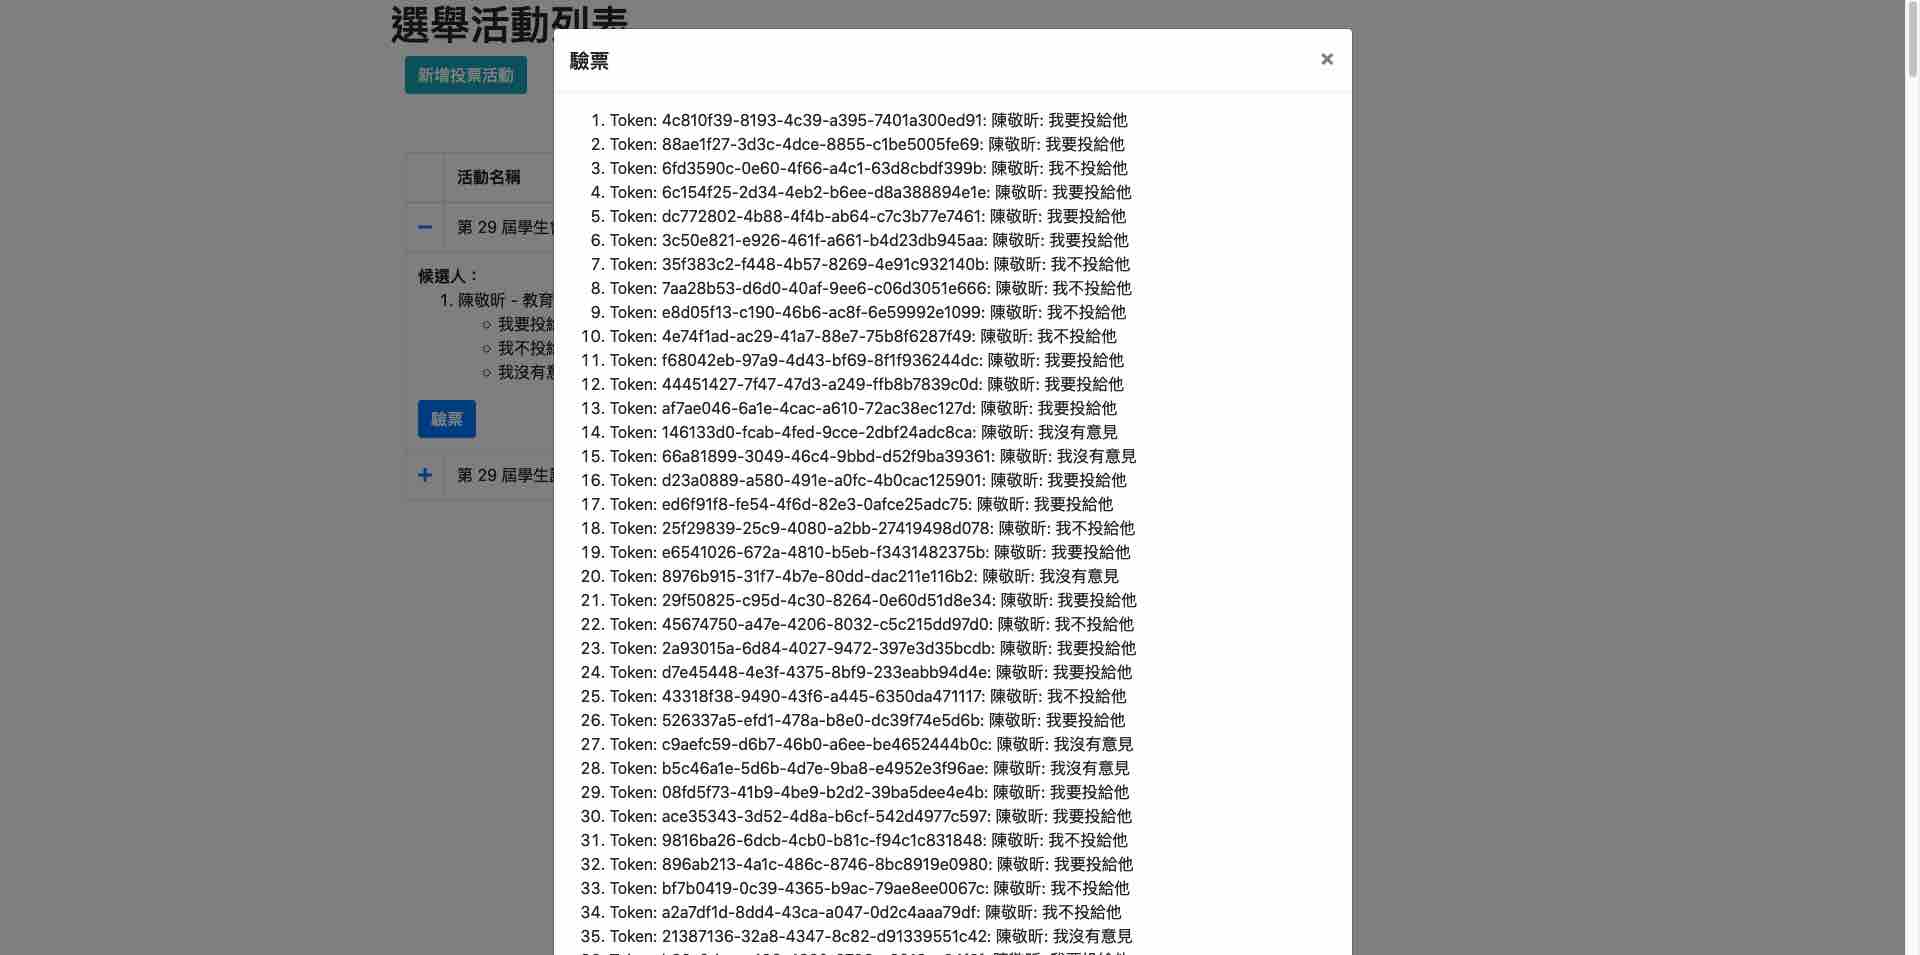 選舉活動列表
新增投票活動
活動名稱
第 29 屆學生
候選人：
1. 陳敬昕 - 教育
我要投給
我不投給
我沒有意
驗票
第 29 屆學生
驗票
×
1. Token: 4c810f39-8193-4c39-a395-7401a300ed91: 陳敬昕: 我要投給他
2. Token: 88ae1f27-3d3c-4dce-8855-c1be5005fe69: 陳敬昕: 我要投給他
3. Token: 6fd3590c-0e60-4f66-a4c1-63d8cbdf399b: 陳敬昕: 我不投給他
4. Token: 6c154f25-2d34-4eb2-b6ee-d8a388894e1e: 陳敬昕: 我要投給他
5. Token: dc772802-4b88-4f4b-ab64-c7c3b77e7461: 陳敬昕: 我要投給他
6. Token: 3c50e821-e926-461f-a661-b4d23db945aa: 陳敬昕: 我要投給他
7. Token: 35f383c2-f448-4b57-8269-4e91c932140b: 陳敬昕: 我不投給他
8. Token: 7aa28b53-d6d0-40af-9ee6-c06d3051e666: 陳敬昕: 我不投給他
9. Token: e8d05f13-c190-46b6-ac8f-6e59992e1099: 陳敬昕: 我不投給他
10. Token: 4e74f1ad-ac29-41a7-88e7-75b8f6287f49: 陳敬昕: 我不投給他
11. Token: f68042eb-97a9-4d43-bf69-8f1f936244dc: 陳敬昕: 我要投給他
12. Token: 44451427-7f47-47d3-a249-ffb8b7839c0d: 陳敬昕: 我要投給他
13. Token: af7ae046-6a1e-4cac-a610-72ac38ec127d: 陳敬昕: 我要投給他
14. Token: 146133d0-fcab-4fed-9cce-2dbf24adc8ca: 陳敬昕: 我沒有意見
15. Token: 66a81899-3049-46c4-9bbd-d52f9ba39361: 陳敬昕: 我沒有意見
16. Token: d23a0889-a580-491e-a0fc-4b0cac125901: 陳敬昕: 我要投給他
17. Token: ed6f91f8-fe54-4f6d-82e3-0afce25adc75: 陳敬昕: 我要投給他
18. Token: 25f29839-25c9-4080-a2bb-27419498d078: 陳敬昕: 我不投給他
19. Token: e6541026-672a-4810-b5eb-f3431482375b: 陳敬昕: 我要投給他
20. Token: 8976b915-31f7-4b7e-80dd-dac211e116b2: 陳敬昕: 我沒有意見
21. Token: 29f50825-c95d-4c30-8264-0e60d51d8e34: 陳敬昕: 我要投給他
22. Token: 45674750-a47e-4206-8032-c5c215dd97d0: 陳敬昕: 我不投給他
23. Token: 2a93015a-6d84-4027-9472-397e3d35bcdb: 陳敬昕: 我要投給他
24. Token: d7e45448-4e3f-4375-8bf9-233eabb94d4e: 陳敬昕: 我要投給他
25. Token: 43318f38-9490-43f6-a445-6350da471117: 陳敬昕: 我不投給他
26. Token: 526337a5-efd1-478a-b8e0-dc39f74e5d6b: 陳敬昕: 我要投給他
27. Token: c9aefc59-d6b7-46b0-a6ee-be4652444b0c: 陳敬昕: 我沒有意見
28. Token: b5c46a1e-5d6b-4d7e-9ba8-e4952e3f96ae: 陳敬昕: 我沒有意見
29. Token: 08fd5f73-41b9-4be9-b2d2-39ba5dee4e4b: 陳敬昕: 我要投給他
30. Token: ace35343-3d52-4d8a-b6cf-542d4977c597: 陳敬昕: 我要投給他
31. Token: 9816ba26-6dcb-4cb0-b81c-f94c1c831848: 陳敬昕: 我不投給他
32. Token: 896ab213-4a1c-486c-8746-8bc8919e0980: 陳敬昕: 我要投給他
33. Token: bf7b0419-0c39-4365-b9ac-79ae8ee0067c: 陳敬昕: 我不投給他
34. Token: a2a7df1d-8dd4-43ca-a047-0d2c4aaa79df: 陳敬昕: 我不投給他
35. Token: 21387136-32a8-4347-8c82-d91339551c42: 陳敬昕: 我沒有意見